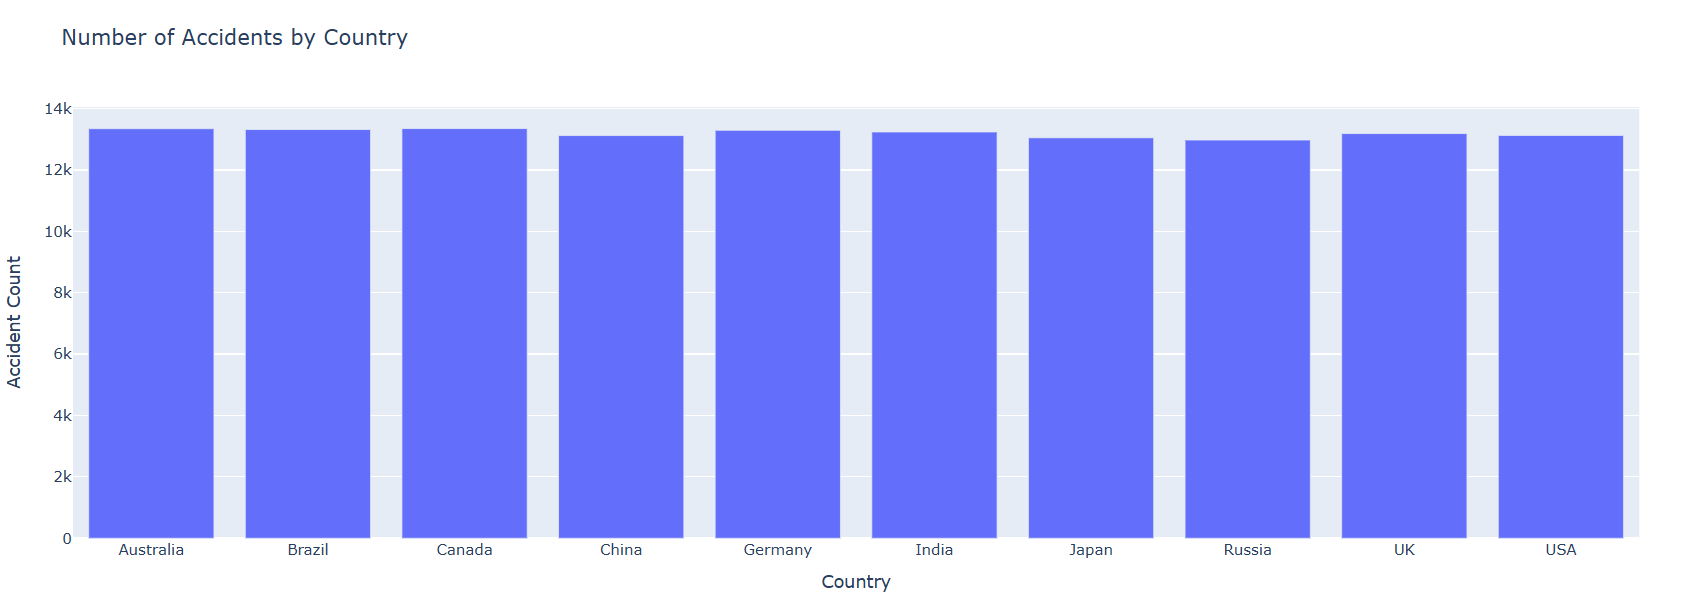 Number of Accidents by Country
14k
12k
10k
8k
6k
4k
2k
0
Accident Count
Australia Brazil Canada China Germany India Japan Russia UK USA
Country